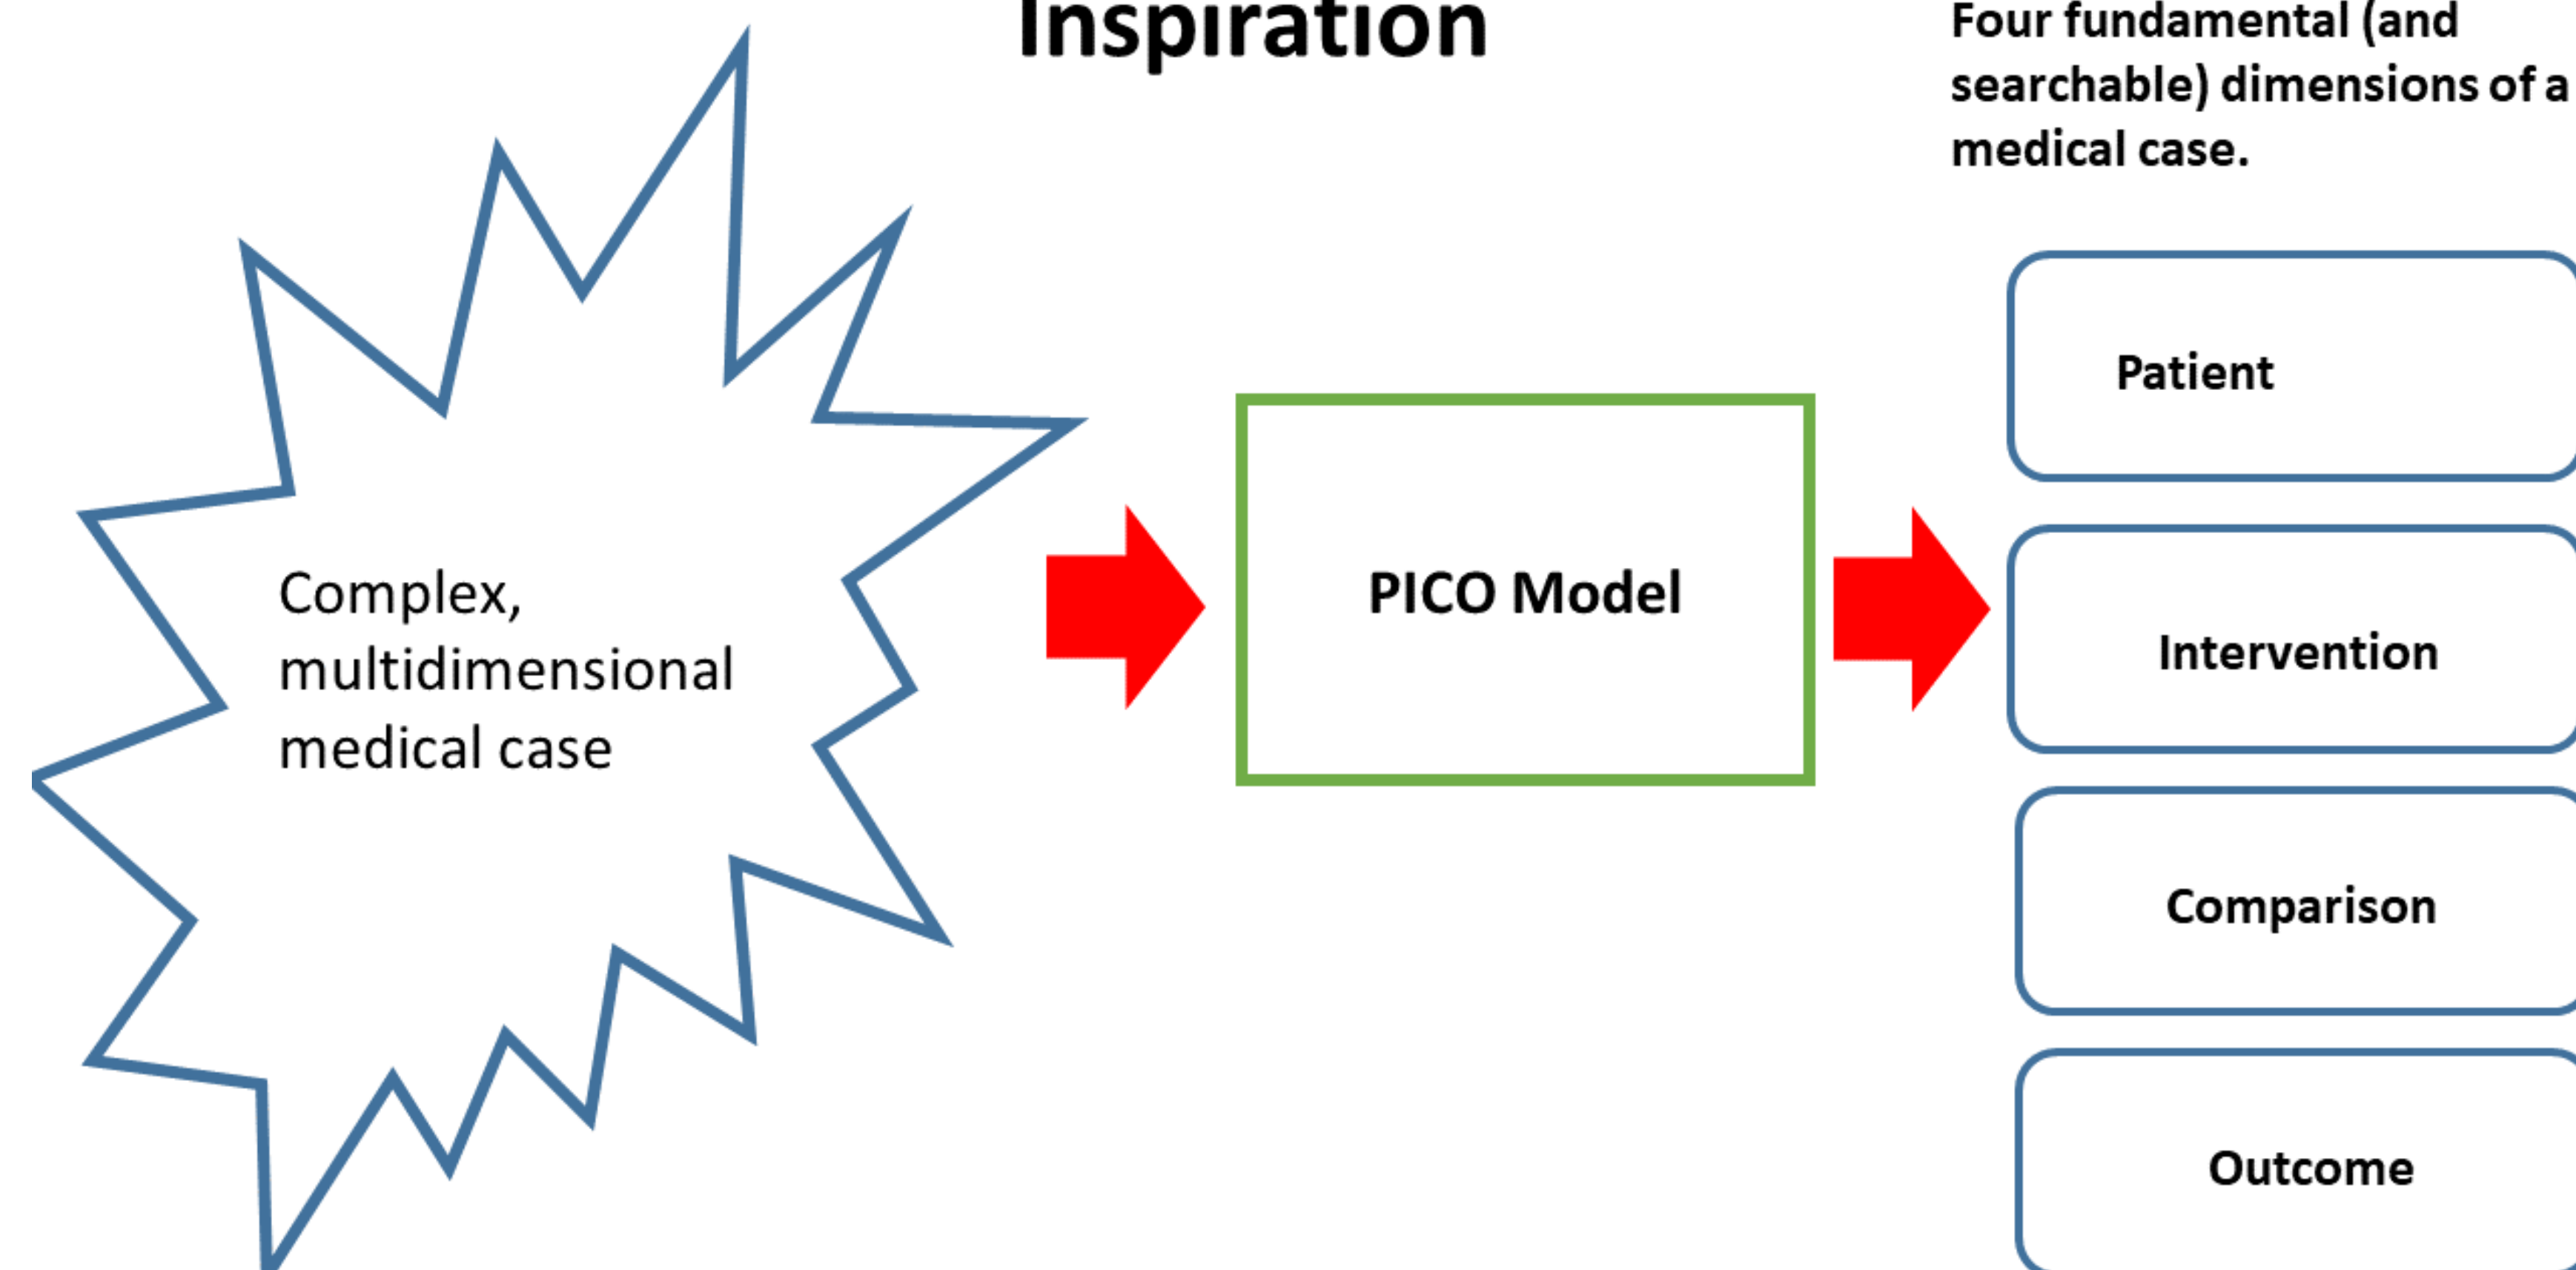 Inspiration
Four fundamental (and
searchable) dimensions of a
medical case.
Complex,
multidimensional
medical case
PICO Model
Patient
Intervention
Comparison
Outcome